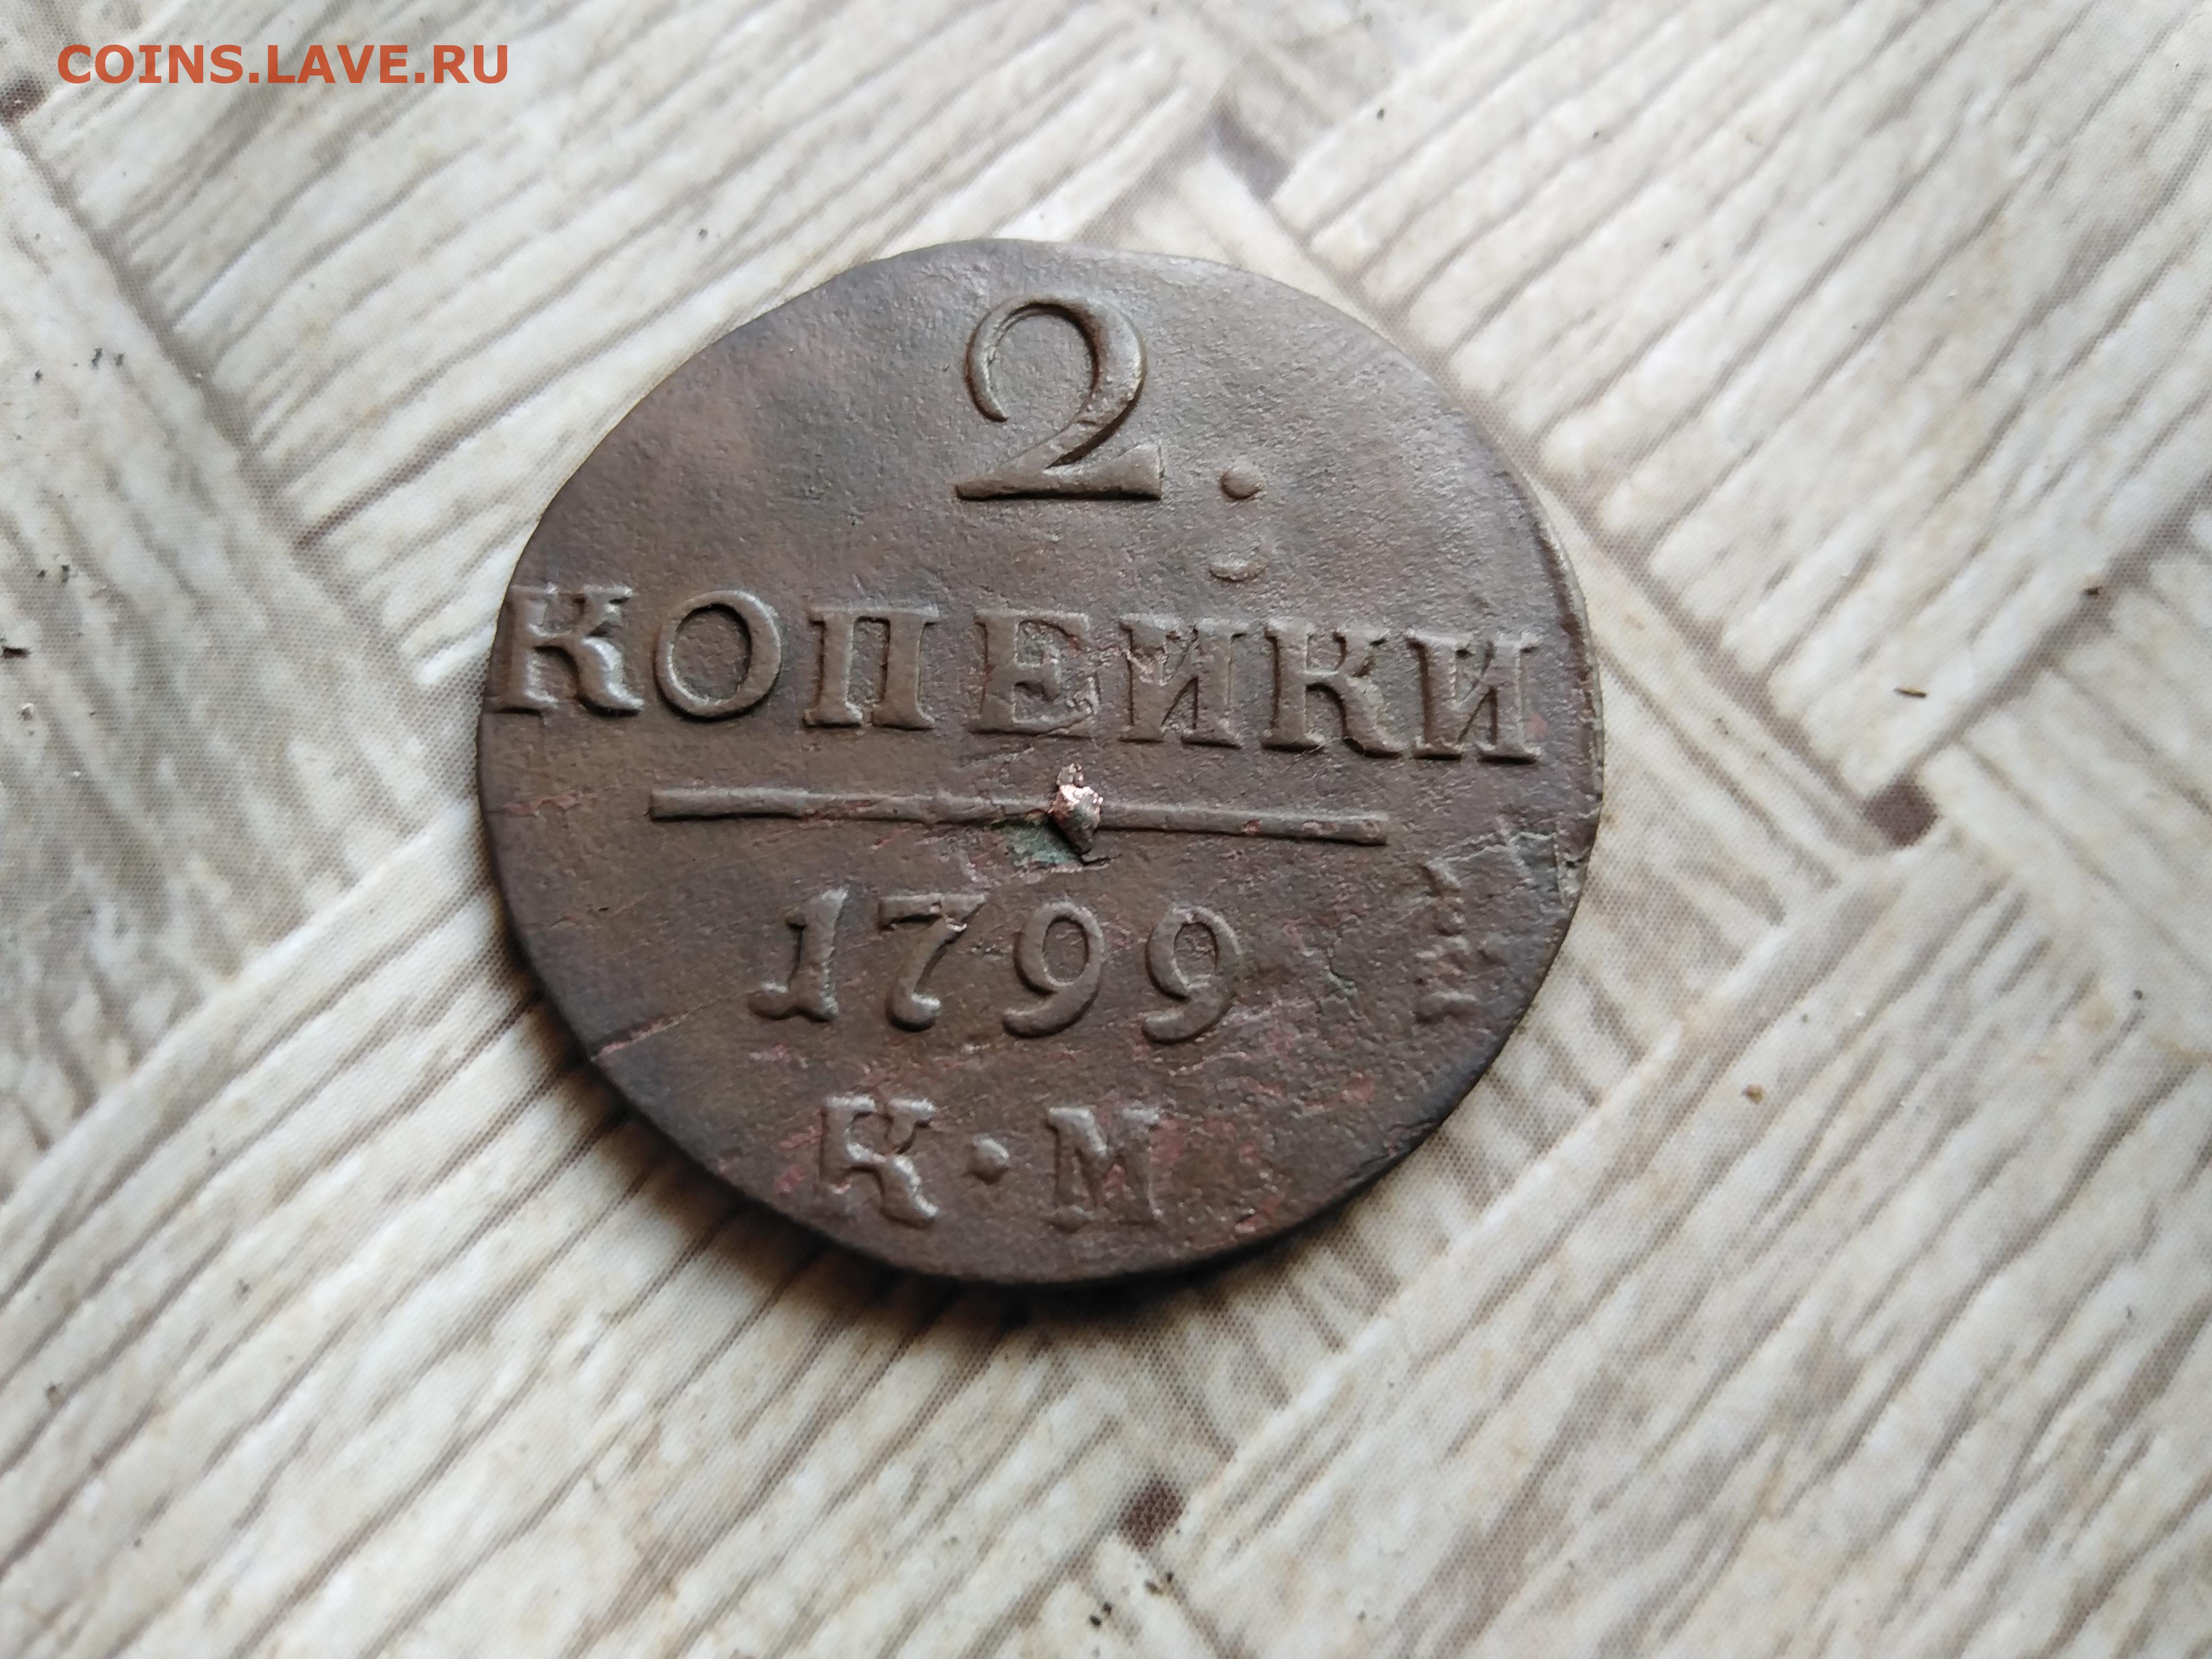 COINS.LAVE.RU
2.
КОПЕЙКИ
1799
К·М